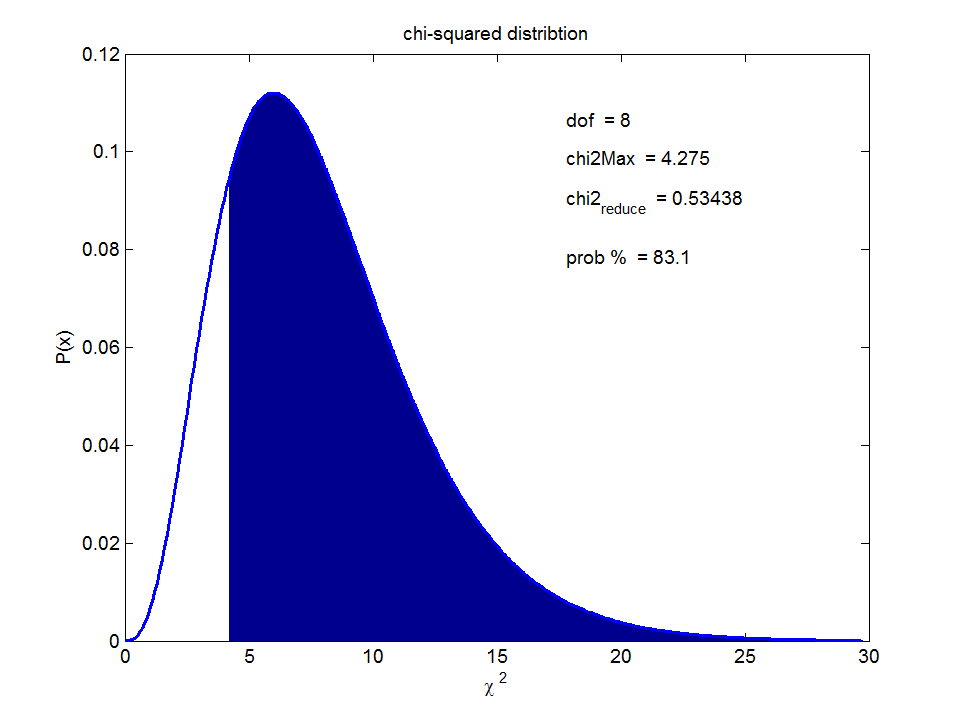 chi-squared distribtion
0.12
0.1
0.08
0.06
0.04
0.02
0
P(x)
dof = 8
chi2Max = 4.275
chi2reduce = 0.53438
prob % = 83.1
0 5 10 15 20 25 30
χ 2